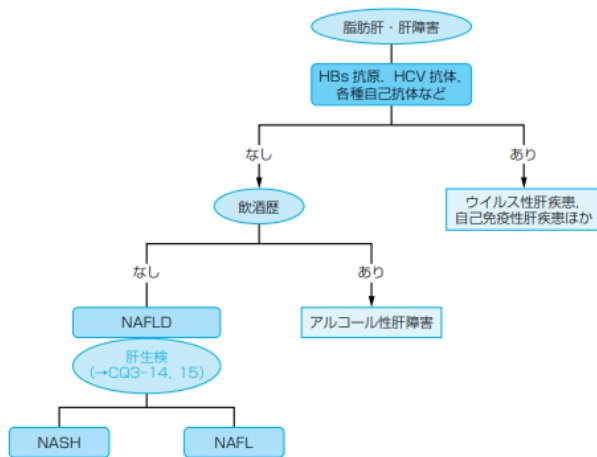 脂肪肝・肝障害
HBs 抗原,HCV 抗体,
各種自己抗体など
なし
あり
飲酒歴
ウイルス性肝疾患,
自己免疫性肝疾患ほか
なし
あり
NAFLD
アルコール性肝障害
肝生検
(→CQ3-14, 15)
NASH
NAFL